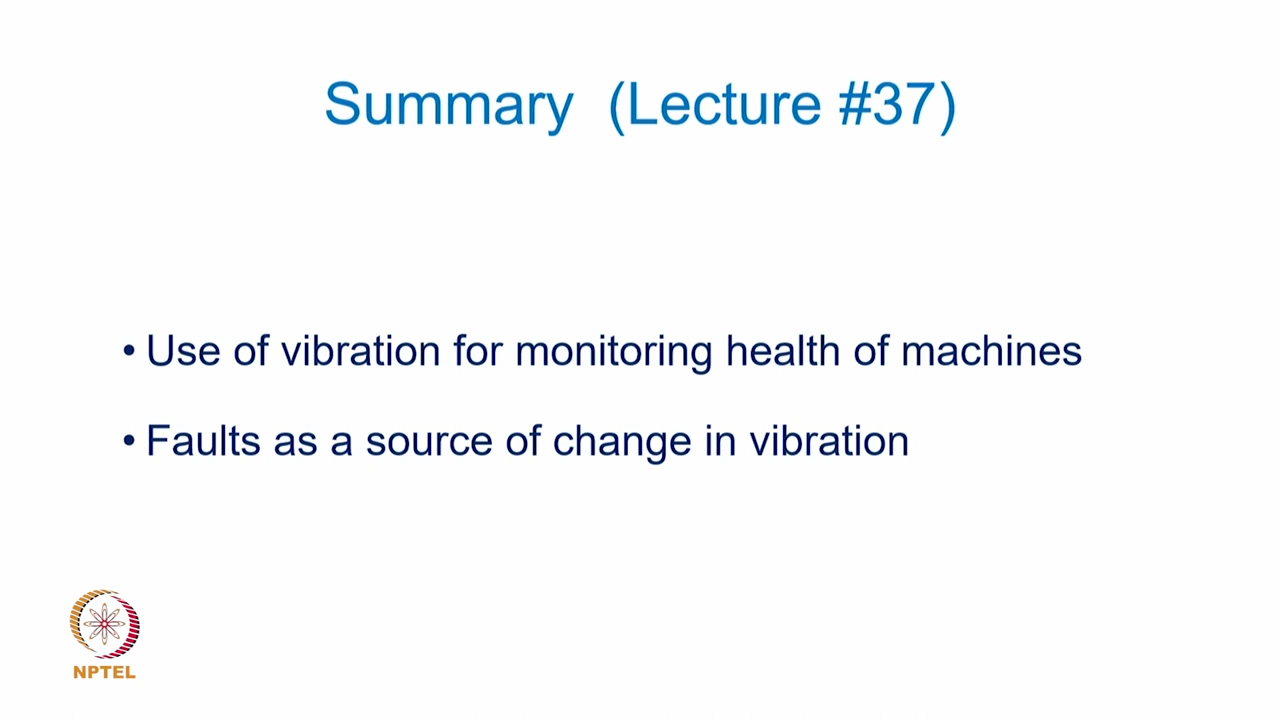 Summary (Lecture #37)
• Use of vibration for monitoring health of machines
• Faults as a source of change in vibration
NPTEL